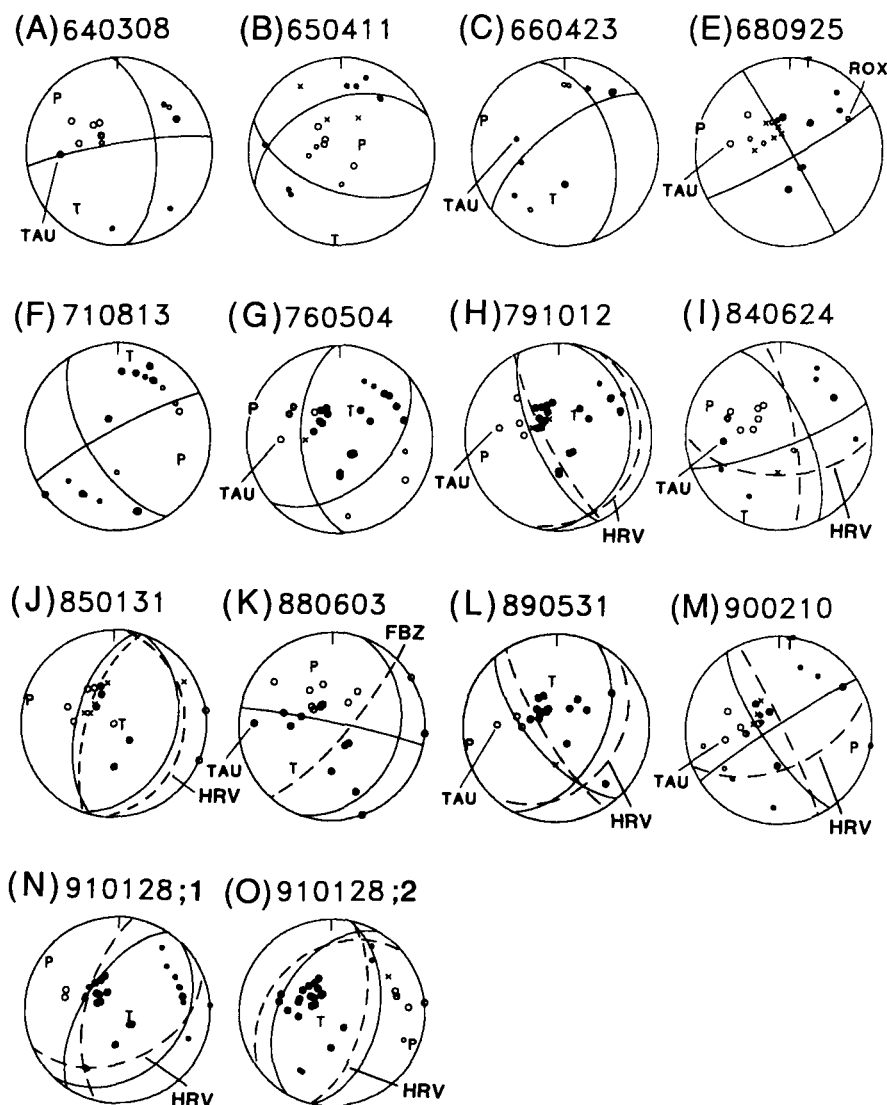 (A) 640308 (B) 650411 (C) 660423 (E) 680925
T ROX
P P P P
T T TAU TAU
TAU T
(F) 710813 (G) 760504 (H) 791012 (I) 840624
T P T T P
P TAU TAU P TAU
HRV T HRV
(J) 850131 (K) 880603 (L) 890531 (M) 900210
FBZ
P T P T T
TAU T P TAU TAU P
HRV HRV HRV
(N) 910128;1 (O) 910128;2
P
T T P
HRV HRV